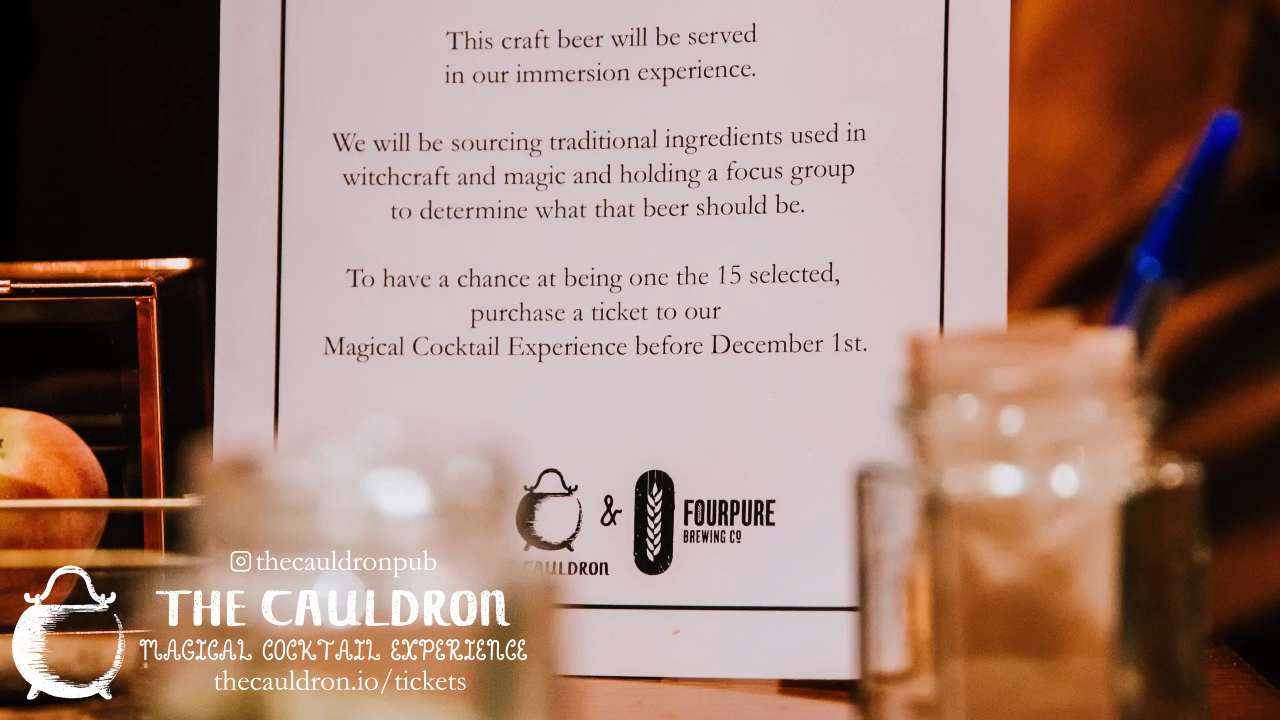 This craft beer will be served
in our immersion experience.
We will be sourcing traditional ingredients used in
witchcraft and magic and holding a focus group
to determine what that beer should be.
To have a chance at being one the 15 selected,
purchase a ticket to our
Magical Cocktail Experience before December 1st.
&
FOURPURE
BREWING CO
CAULDRON
thecauldronpub
THE CAULDRON
MAGICAL COCKTAIL EXPERIENCE
thecauldron.io/tickets